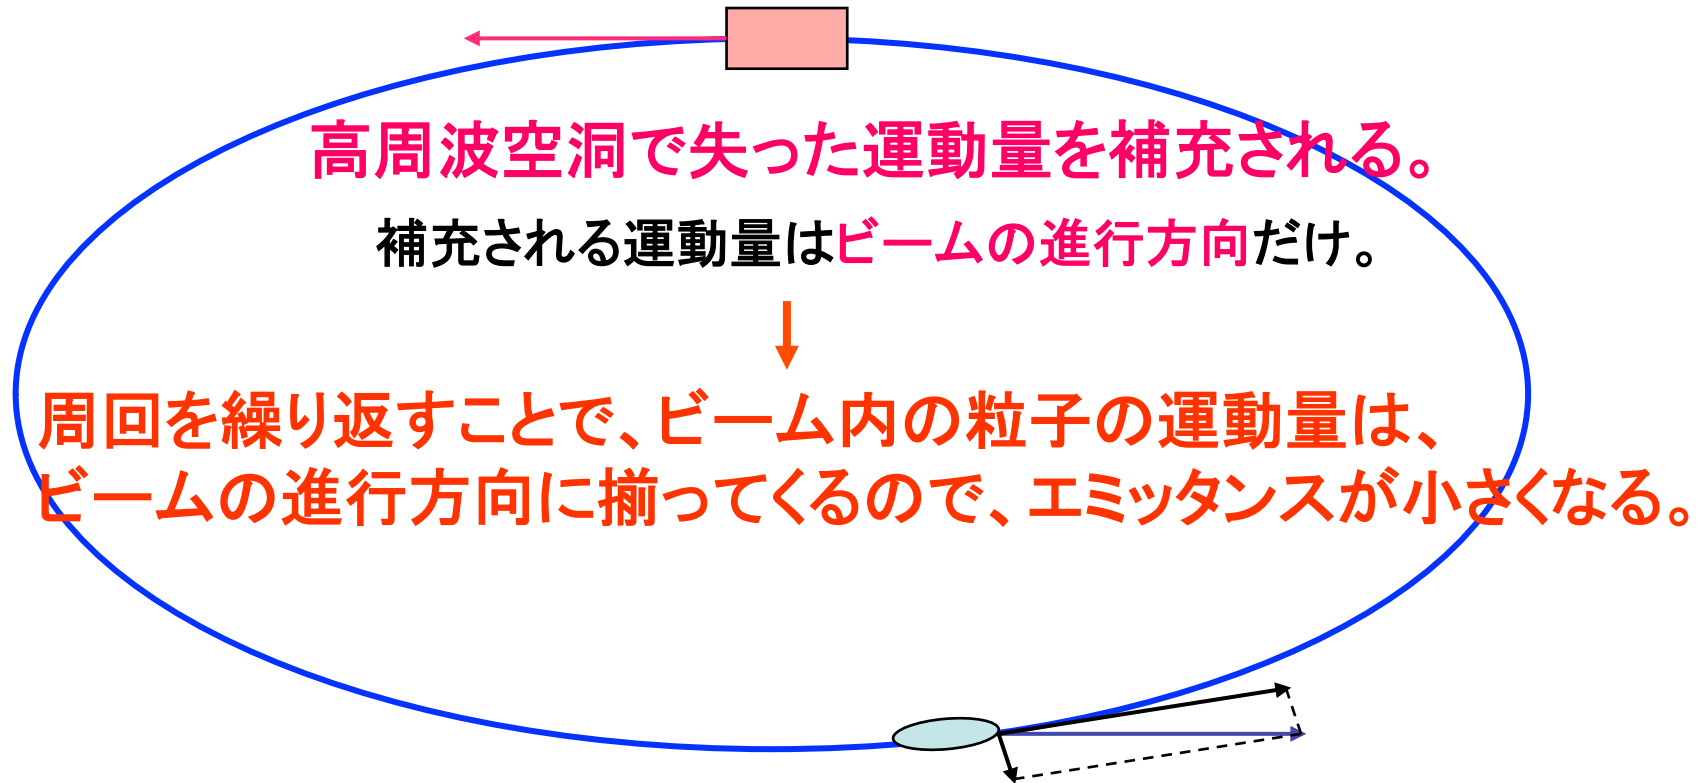 高周波空洞で失った運動量を補充される。
補充される運動量はビームの進行方向だけ。
周回を繰り返すことで、ビーム内の粒子の運動量は、
ビームの進行方向に揃ってくるので、エミッタンスが小さくなる。